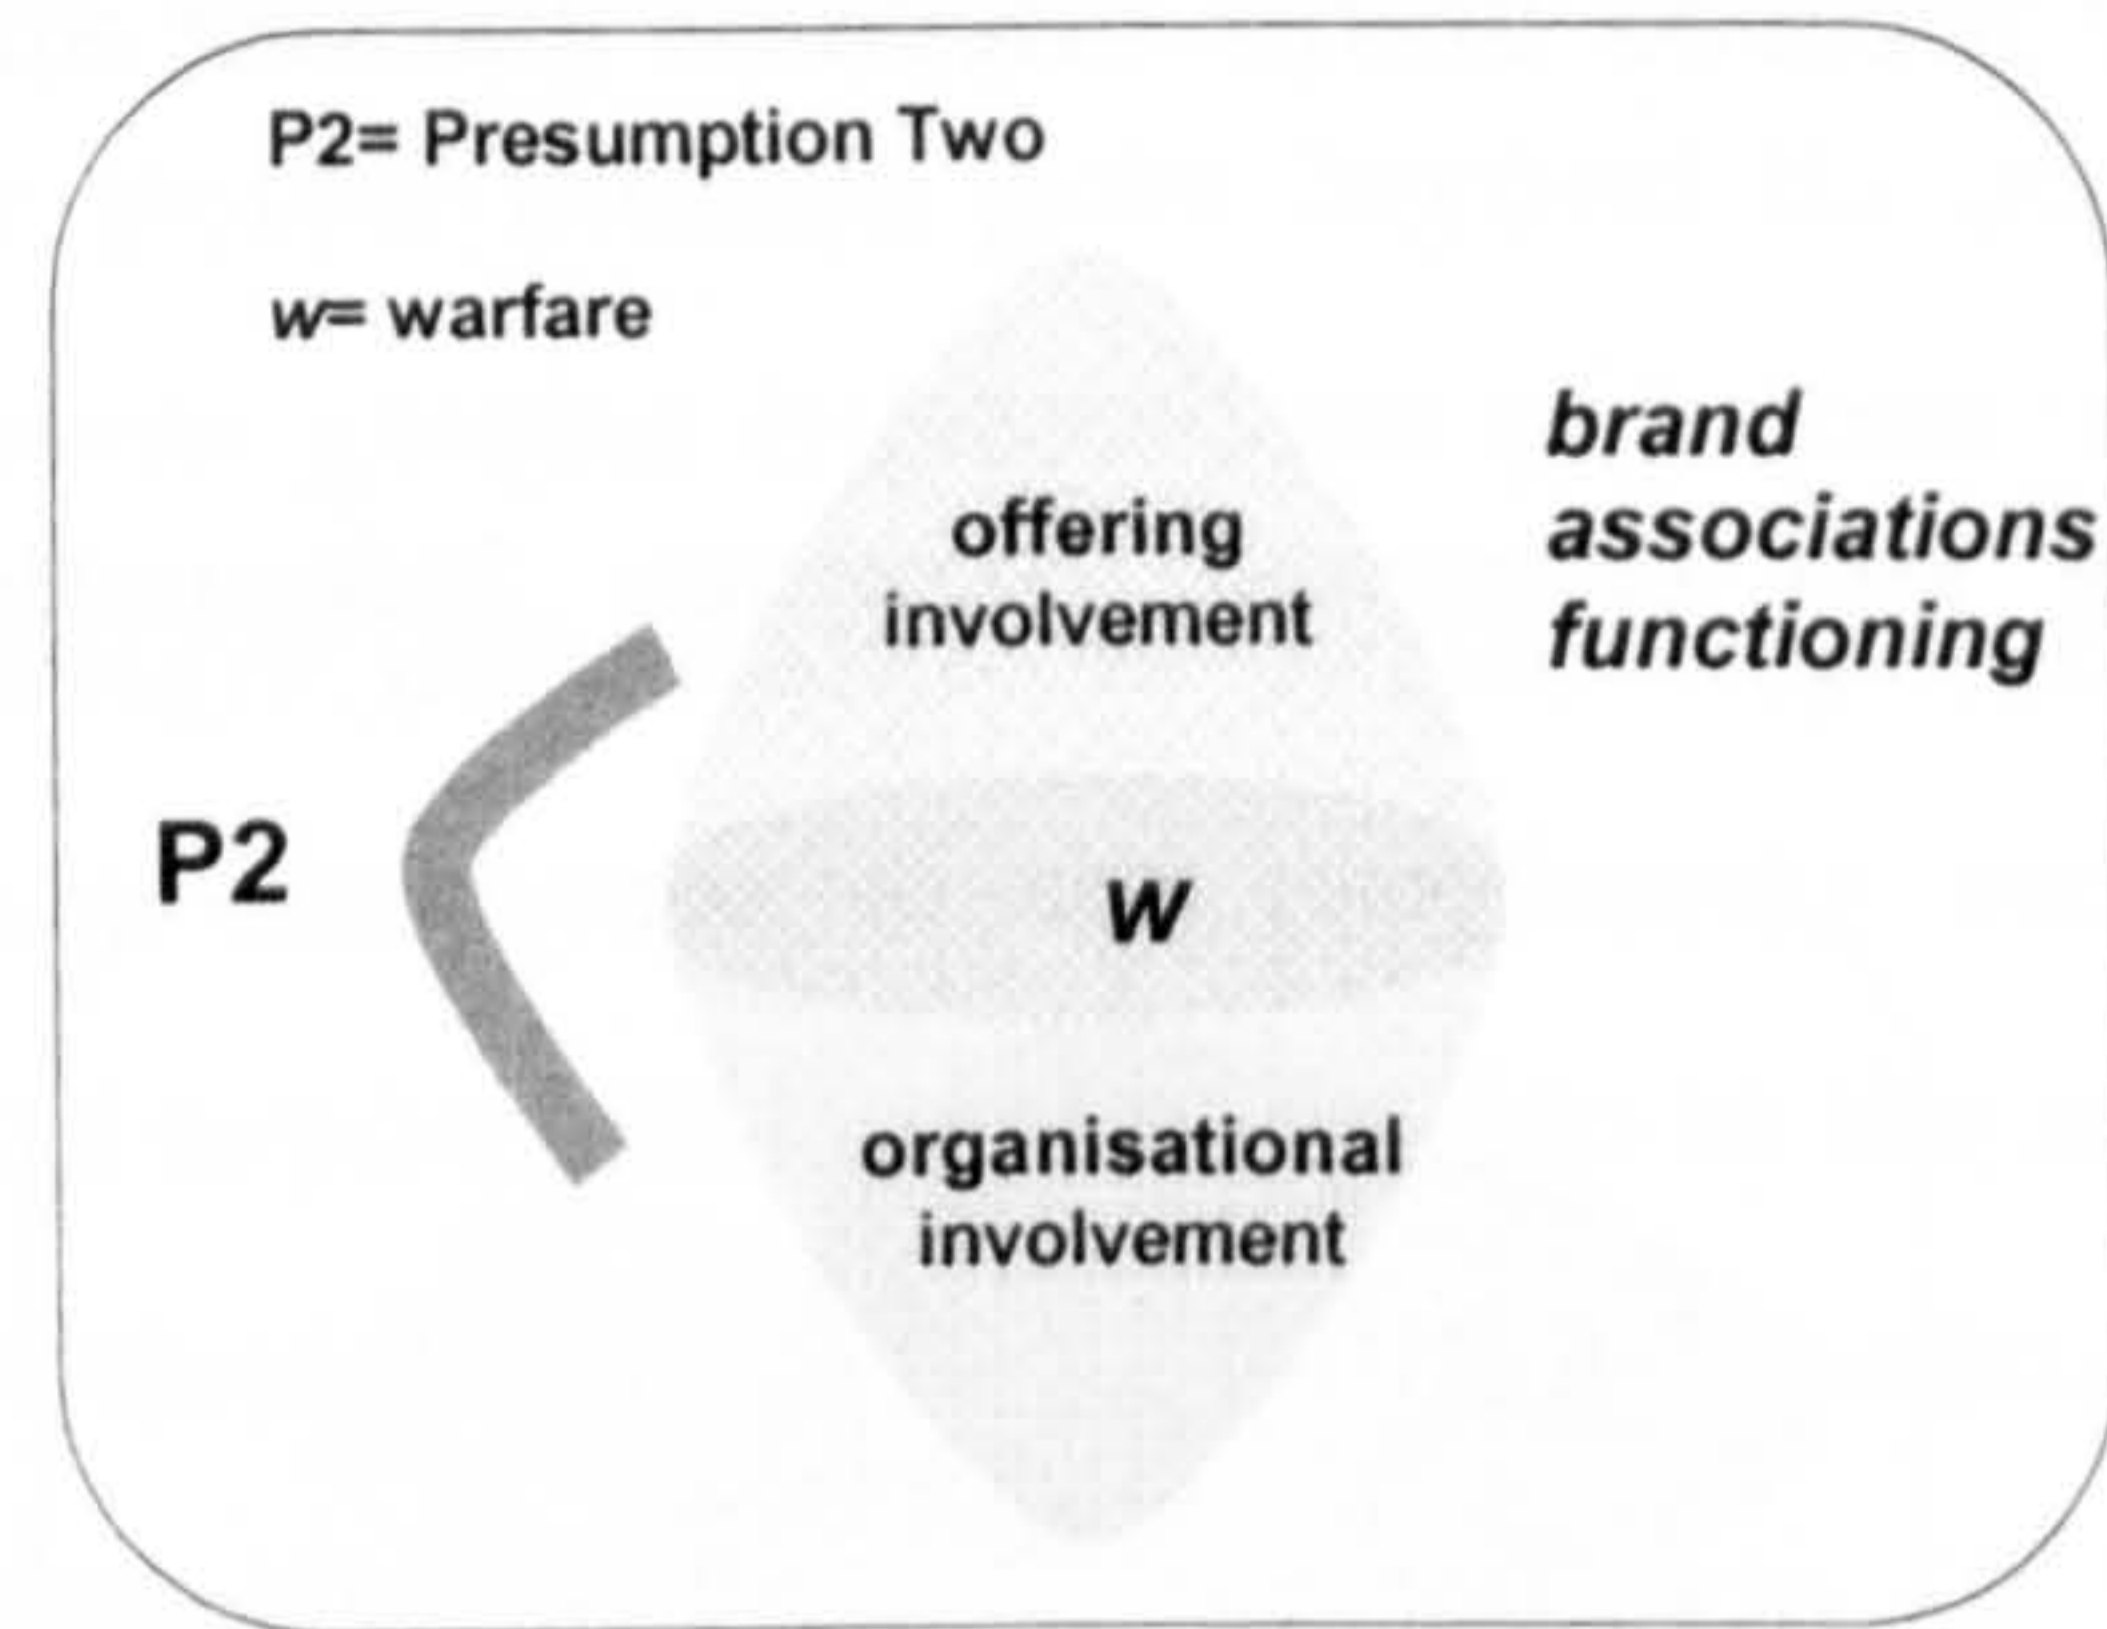 P2= Presumption Two
w= warfare
brand
associations
functioning
offering
involvement
P2
w
organisational
involvement